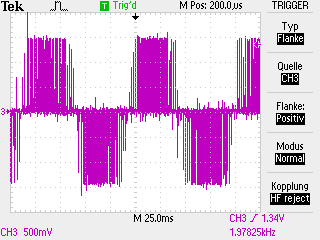 Tek T Trig'd M Pos: 200.0µs TRIGGER
Typ
Flanke
Quelle
CH3
Flanke:
Positiv
Modus
Normal
Kopplung
HF reject
3
M 25.0ms CH3 1.34V
CH3 500mV 1.97825kHz